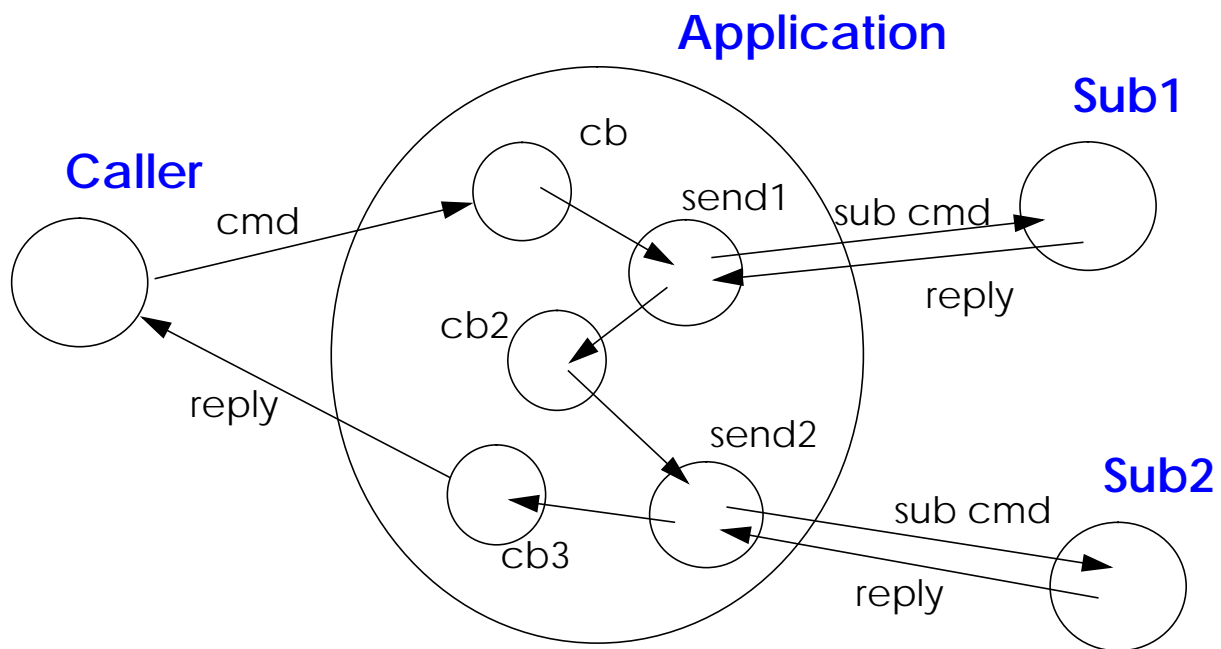 Application
Sub1
cb
Caller
send1
sub cmd
cmd
reply
cb2
reply
send2
Sub2
sub cmd
cb3
reply